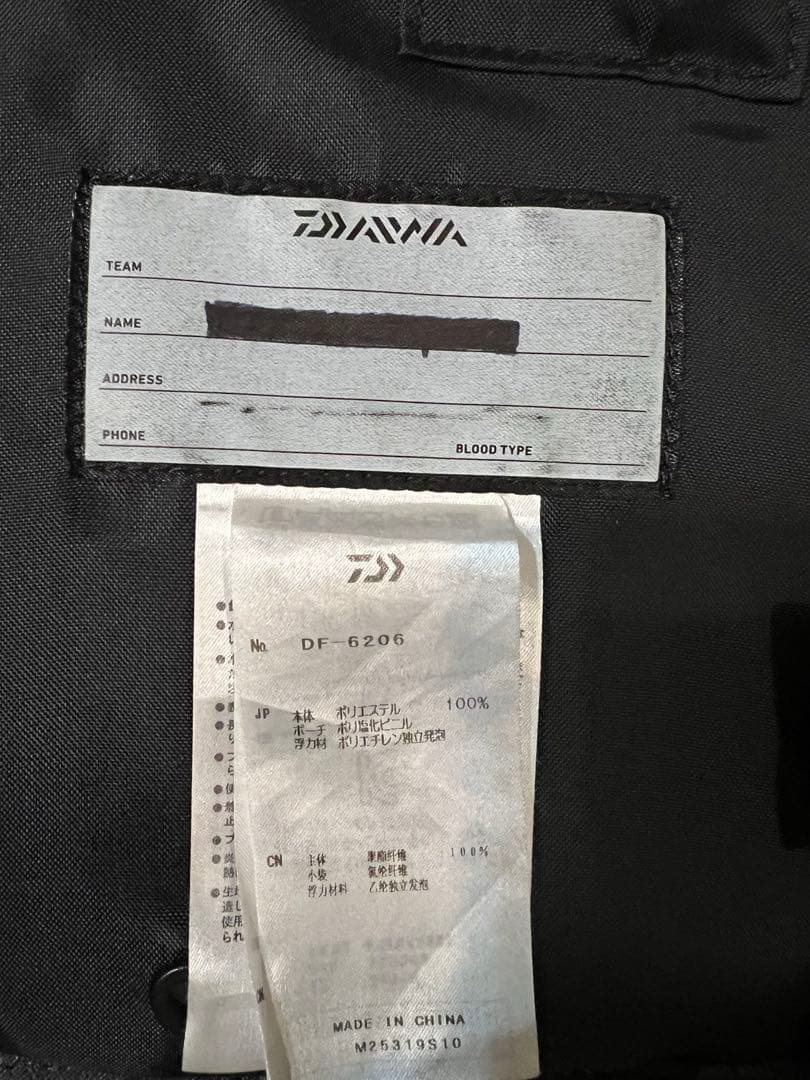 DAIWA
TEAM
NAME
ADDRESS
PHONE BLOOD TYPE
No. DF-6206
JP 本体 ポリエステル 100%
ポーチ ポリ塩化ビニル
浮力材 ポリエチレン独立発泡
CN 主体 聚酯纤维 100%
小袋 氯纶纤维
浮力材料 乙纶独立发泡
MADE IN CHINA
M25319S10